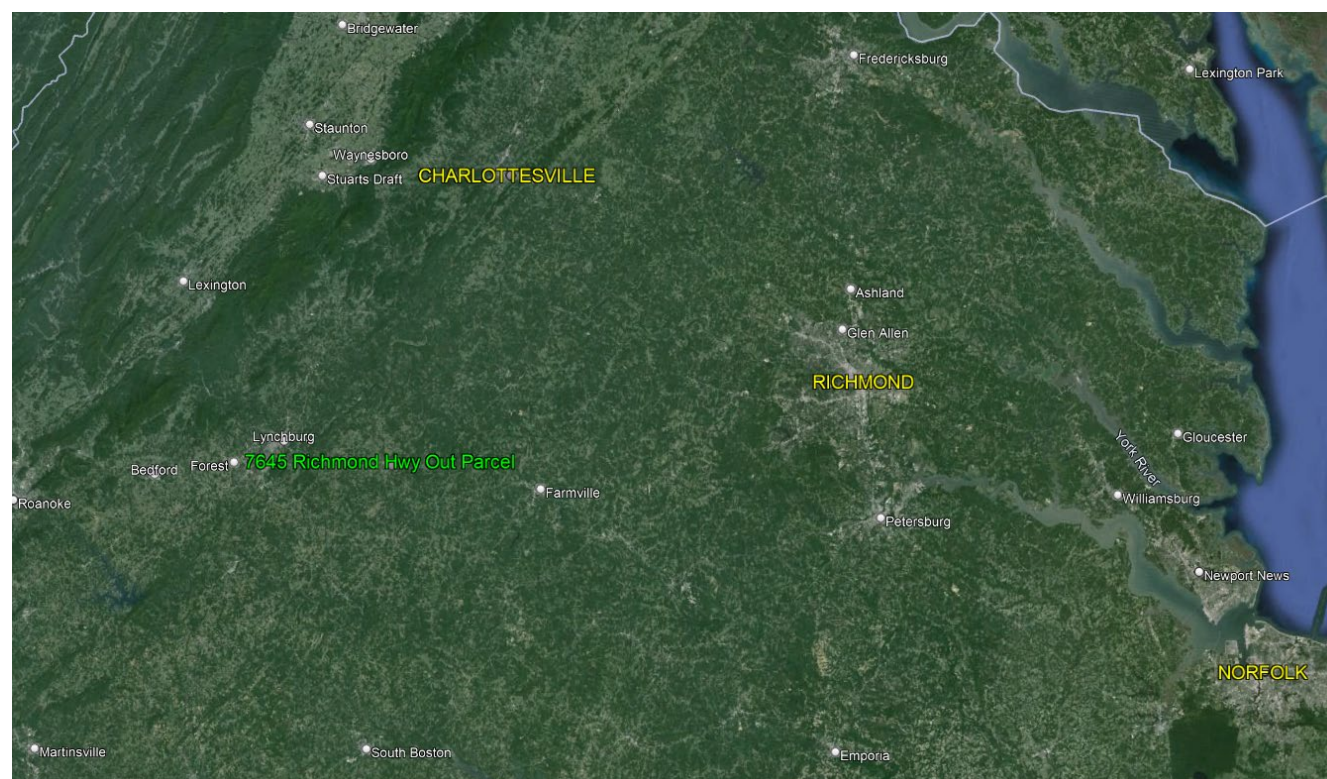 Bridgewater
Fredericksburg
Lexington Park
Staunton
Waynesboro
Stuarts Draft
CHARLOTTESVILLE
Lexington
Ashland
Glen Allen
RICHMOND
Lynchburg
Gloucester
Bedford
Forest
7645 Richmond Hwy Out Parcel
York River
Roanoke
Farmville
Williamsburg
Petersburg
Newport News
NORFOLK
Martinsville
South Boston
Emporia